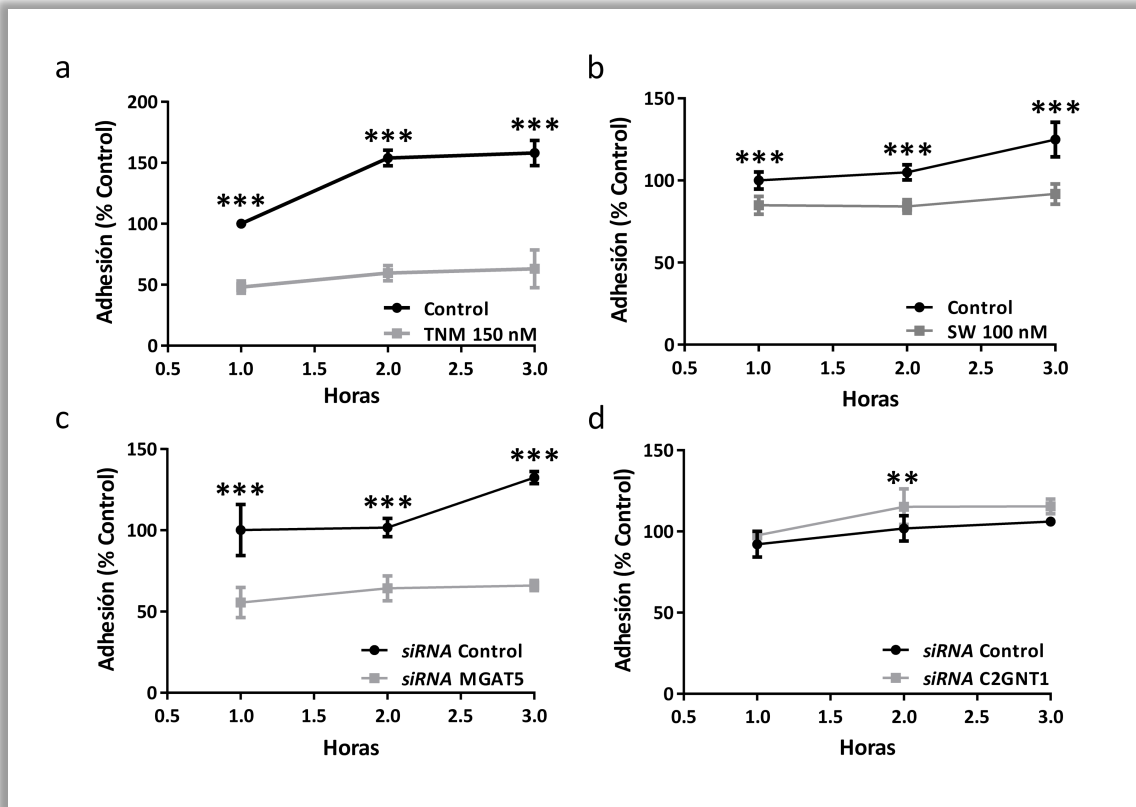 a
200
150
100
50
0
Adhesión (% Control)
***
***
***
Control
TNM 150 nM
0.5 1.0 1.5 2.0 2.5 3.0
Horas
b
150
100
50
0
Adhesión (% Control)
***
***
***
Control
SW 100 nM
0.5 1.0 1.5 2.0 2.5 3.0
Horas
c
150
100
50
0
Adhesión (% Control)
***
***
***
siRNA Control
siRNA MGAT5
0.5 1.0 1.5 2.0 2.5 3.0
Horas
d
150
100
50
0
Adhesión (% Control)
**
siRNA Control
siRNA C2GNT1
0.5 1.0 1.5 2.0 2.5 3.0
Horas